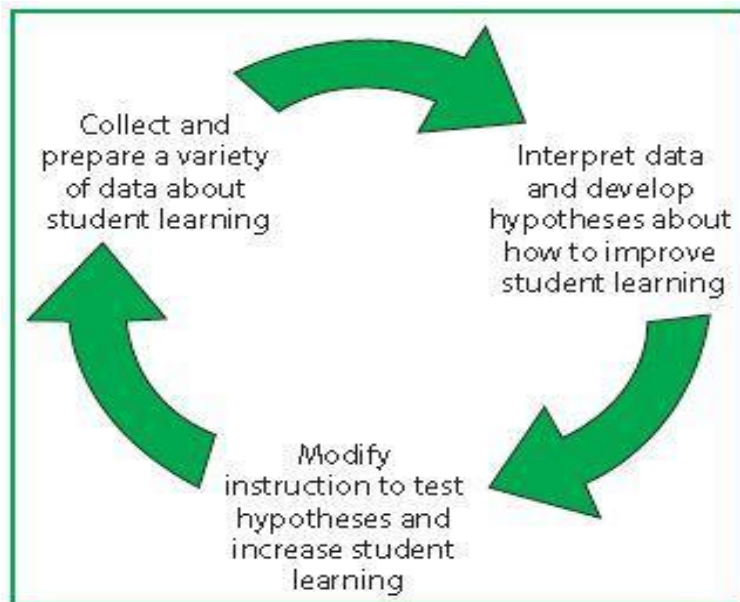 Collect and
prepare a variety
of data about
student learning
Interpret data
and develop
hypotheses about
how to improve
student learning
Modify
instruction to test
hypotheses and
increase student
learning